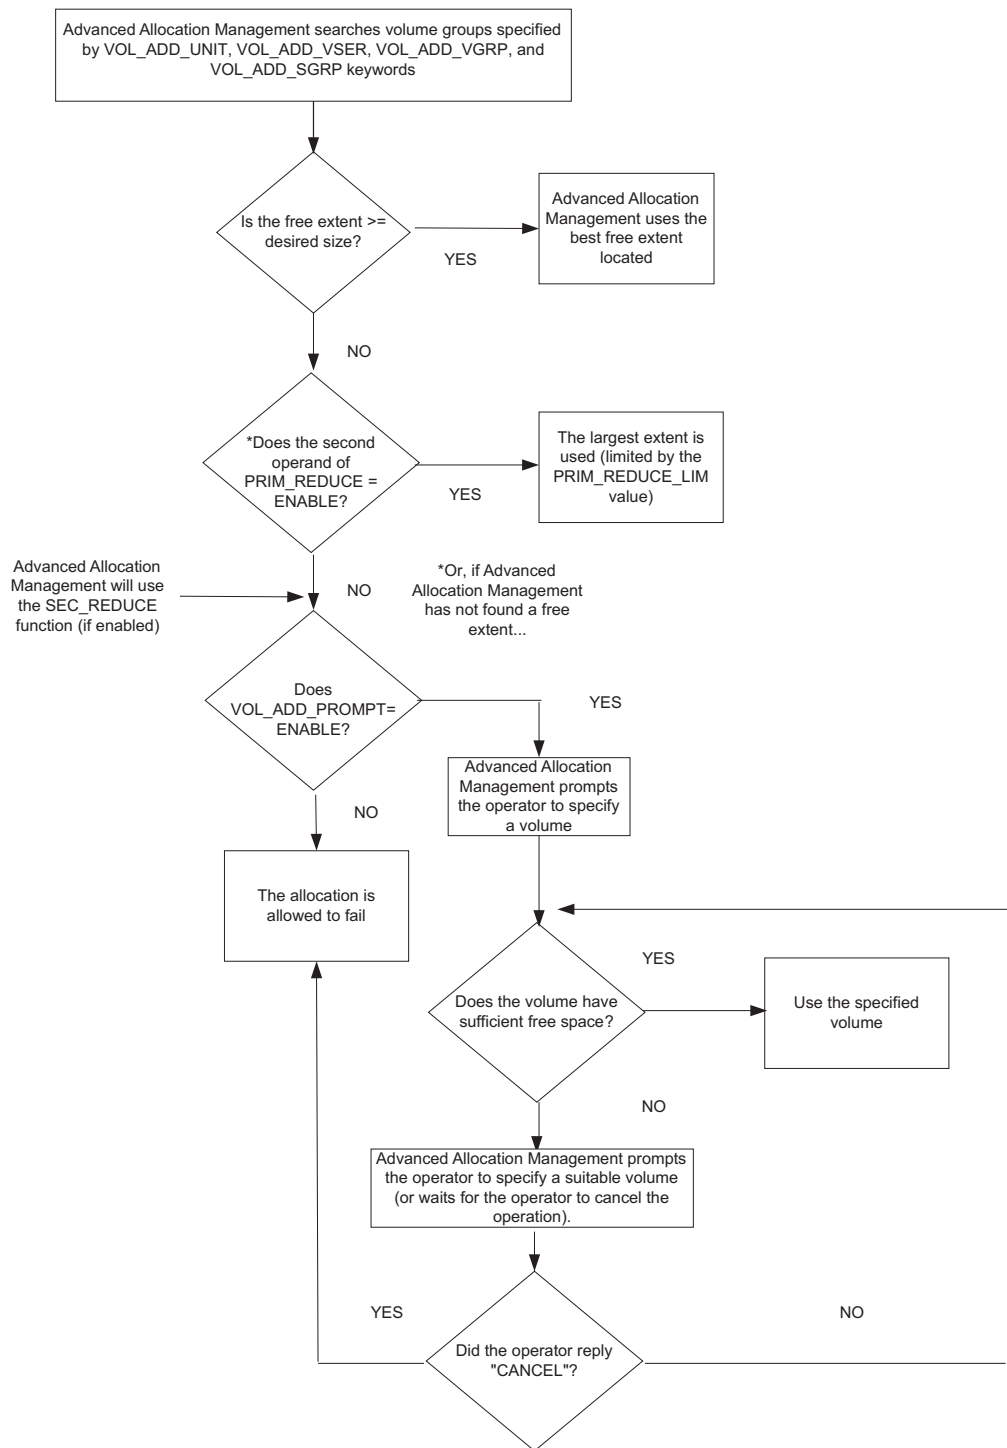 Advanced Allocation Management searches volume groups specified
by VOL_ADD_UNIT, VOL_ADD_VSER, VOL_ADD_VGRP, and
VOL_ADD_SGRP keywords
Is the free extent >=
desired size?
YES
Advanced Allocation
Management uses the
best free extent
located
NO
*Does the second
operand of
PRIM_REDUCE =
ENABLE?
YES
The largest extent is
used (limited by the
PRIM_REDUCE_LIM
value)
Advanced Allocation
Management will use
the SEC_REDUCE
function (if enabled)
NO
*Or, if Advanced
Allocation Management
has not found a free
extent...
Does
VOL_ADD_PROMPT=
ENABLE?
YES
Advanced Allocation
Management prompts
the operator to specify
a volume
NO
The allocation is
allowed to fail
Does the volume have
sufficient free space?
YES
Use the specified
volume
NO
Advanced Allocation Management prompts
the operator to specify a suitable volume
(or waits for the operator to cancel the
operation).
YES
NO
Did the operator reply
"CANCEL"?